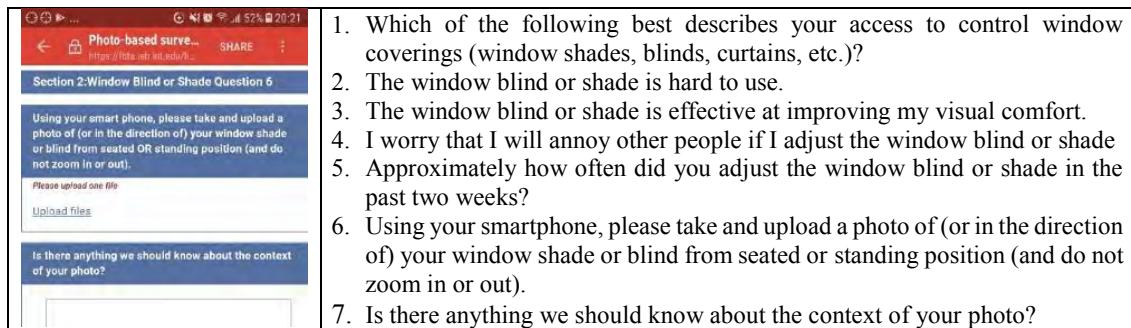 52% 20:21
Photo-based surve...
SHARE
Section 2:Window Blind or Shade Question 6
Using your smart phone, please take and upload a
photo of (or in the direction of) your window shade
or blind from seated OR standing position (and do
not zoom in or out).
Please upload one file
Upload files
Is there anything we should know about the context
of your photo?
1. Which of the following best describes your access to control window
coverings (window shades, blinds, curtains, etc.)?
2. The window blind or shade is hard to use.
3. The window blind or shade is effective at improving my visual comfort.
4. I worry that I will annoy other people if I adjust the window blind or shade
5. Approximately how often did you adjust the window blind or shade in the
past two weeks?
6. Using your smartphone, please take and upload a photo of (or in the direction
of) your window shade or blind from seated or standing position (and do not
zoom in or out).
7. Is there anything we should know about the context of your photo?